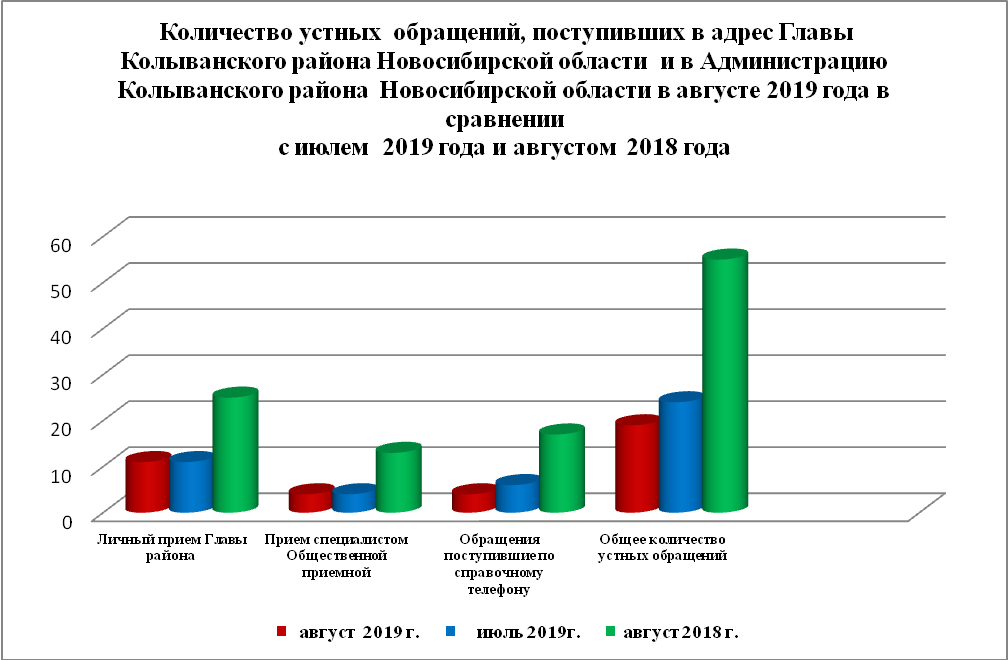 Количество устных обращений, поступивших в адрес Главы
Колыванского района Новосибирской области и в Администрацию
Колыванского района Новосибирской области в августе 2019 года в
сравнении
с июлем 2019 года и августом 2018 года
60
50
40
30
20
10
0
Личный прием Главы
района
Прием специалистом
Общественной
приемной
Обращения
поступившие по
справочному
телефону
Общее количество
устных обращений
август 2019 г.
июль 2019г.
август 2018 г.